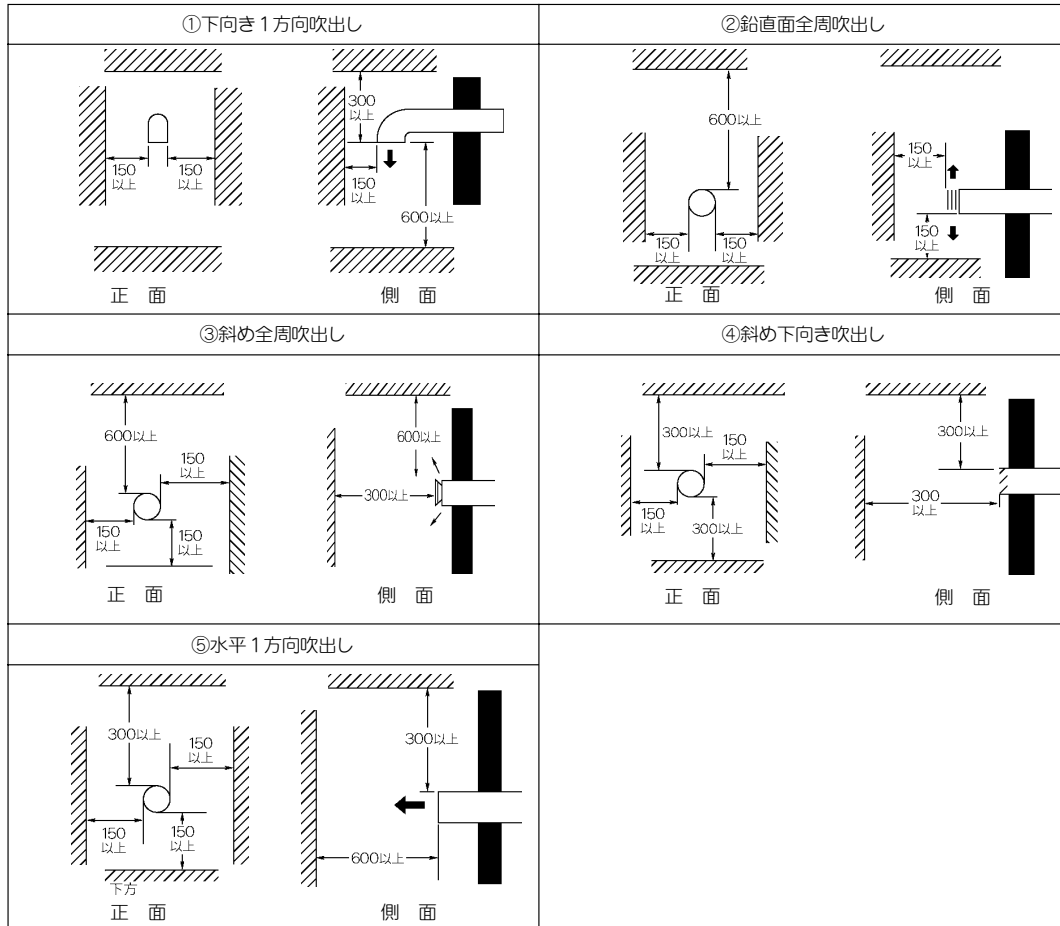 ①下向き1方向吹出し
300
以上
150
以上
150
以上
150
以上
600以上
正 面
側 面
②鉛直面全周吹出し
600以上
150
以上
150
以上
150
以上
150
以上
正 面
側 面
③斜め全周吹出し
600以上
150
以上
150
以上
150
以上
600以上
300以上
正 面
側 面
④斜め下向き吹出し
300以上
150
以上
150
以上
300以上
300以上
300
以上
正 面
側 面
⑤水平1方向吹出し
300以上
150
以上
150
以上
150
以上
下方
300以上
600以上
正 面
側 面